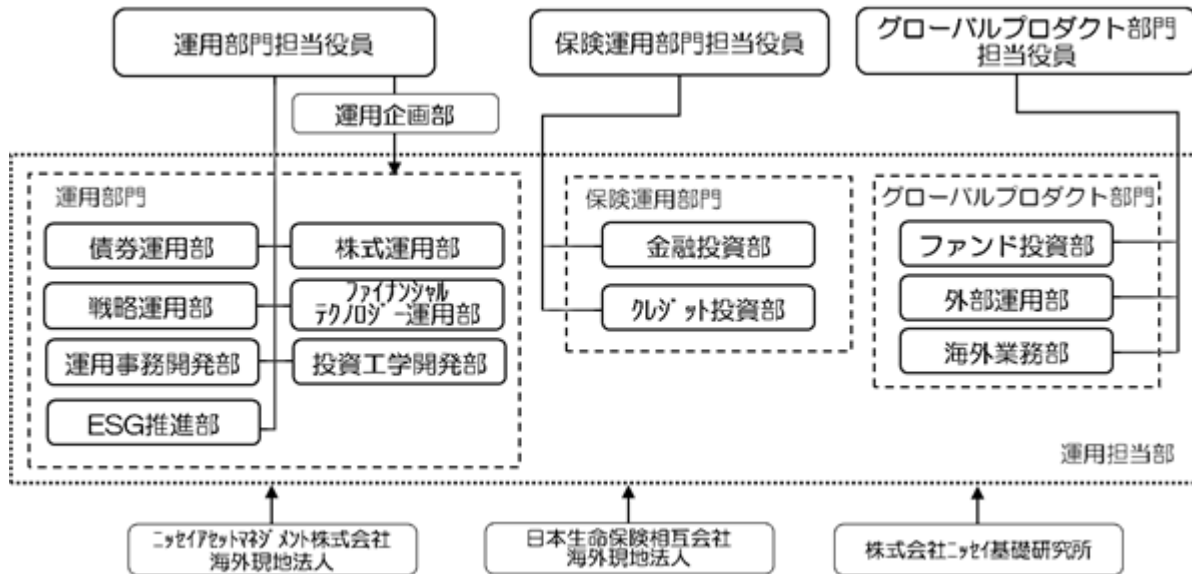 運用部門担当役員
保険運用部門担当役員
グローバルプロダクト部門
担当役員
運用企画部
運用部門
債券運用部
株式運用部
戦略運用部
ファイナンシャル
テクノロジー運用部
運用事務開発部
投資工学開発部
ESG推進部
保険運用部門
金融投資部
クレジット投資部
グローバルプロダクト部門
ファンド投資部
外部運用部
海外業務部
運用担当部
ニッセイアセットマネジメント株式会社
海外現地法人
日本生命保険相互会社
海外現地法人
株式会社ニッセイ基礎研究所